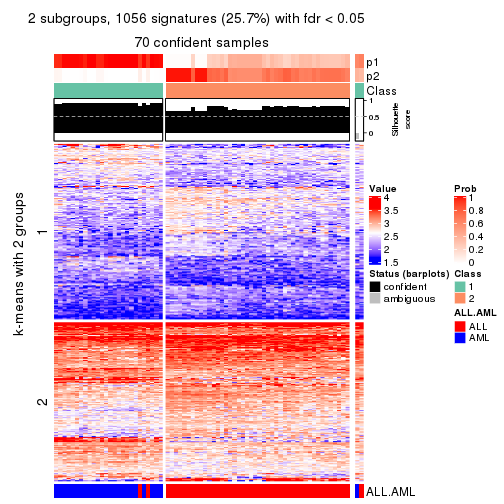 2 subgroups, 1056 signatures (25.7%) with fdr < 0.05
70 confident samples
p1
p2
Class
1
0.5
0
Silhouette
score
k-means with 2 groups
1
2
ALL.AML
Value
4
3.5
3
2.5
2
1.5
Prob
1
0.8
0.6
0.4
0.2
0
Status (barplots)
confident
ambiguous
Class
1
2
ALL.AML
ALL
AML